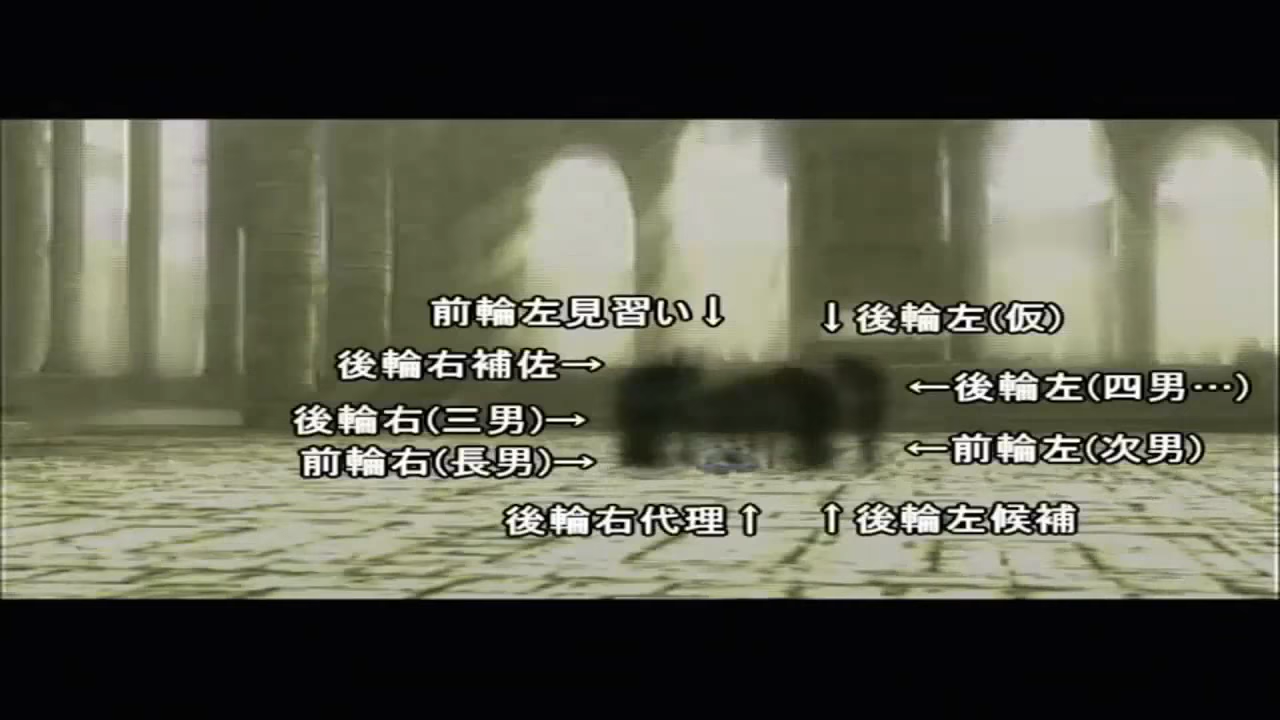 前輪左見習い↓
↓後輪左(仮)
後輪右補佐→
←後輪左(四男…)
後輪右(三男)→
←前輪左(次男)
前輪右(長男)→
後輪右代理↑
↑後輪左候補